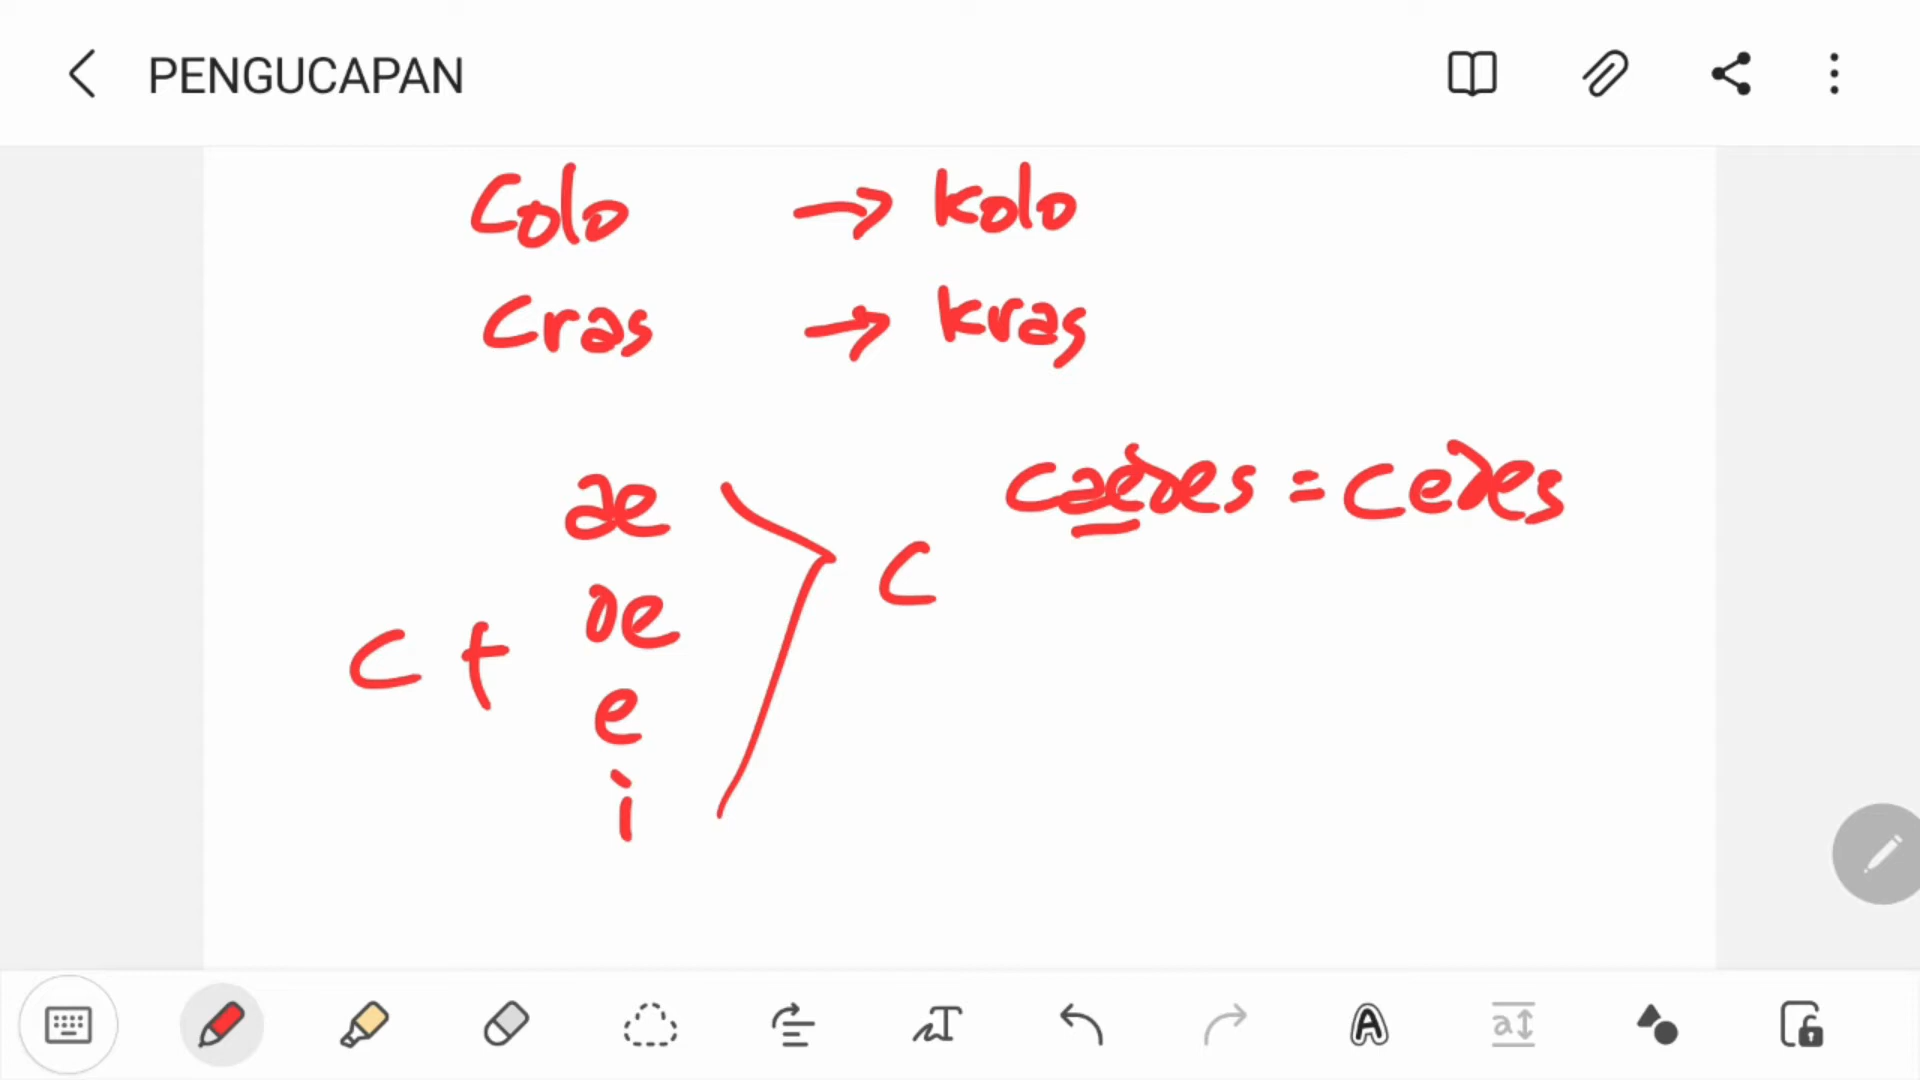 PENGUCAPAN
Colo → kolo
Cras → kras
caedes = cedes
ae
oe
c + c
e
i